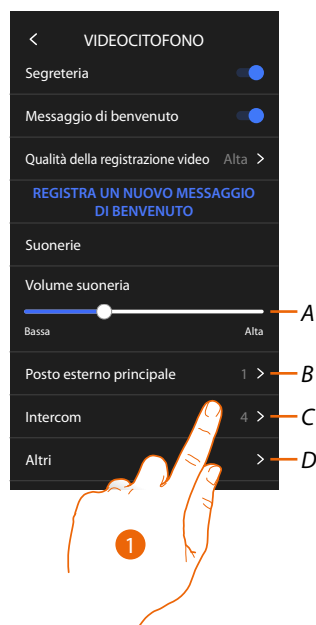 VIDEOCITOFONO
Segreteria
Messaggio di benvenuto
Qualità della registrazione video Alta >
REGISTRA UN NUOVO MESSAGGIO
DI BENVENUTO
Suonerie
Volume suoneria
A
Bassa Alta
Posto esterno principale 1 > B
Intercom 4 > C
Altri > D
1